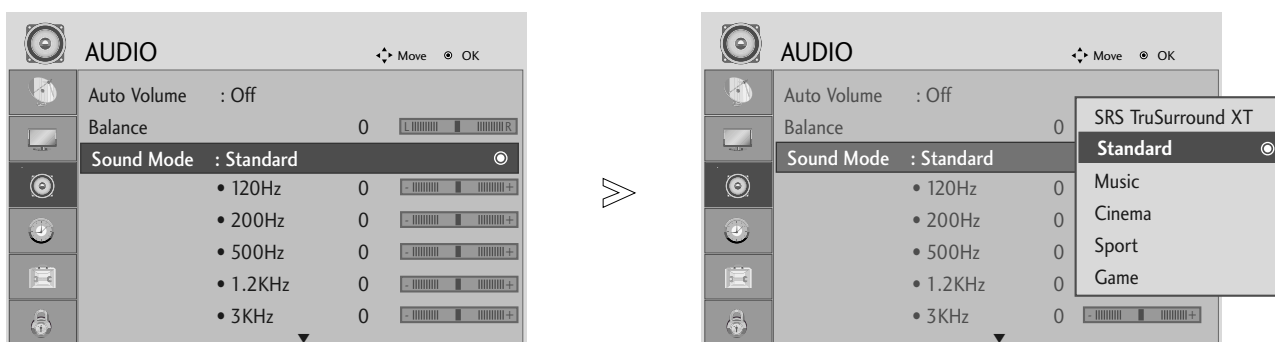 AUDIO
Move
OK
Auto Volume : Off
Balance 0 L R
Sound Mode : Standard
• 120Hz 0 - +
• 200Hz 0 - +
• 500Hz 0 - +
• 1.2KHz 0 - +
• 3KHz 0 - +
AUDIO
Move
OK
Auto Volume : Off
Balance 0
Sound Mode : Standard
• 120Hz 0
• 200Hz 0
• 500Hz 0
• 1.2KHz 0
• 3KHz 0 - +
SRS TruSurround XT
Standard
Music
Cinema
Sport
Game